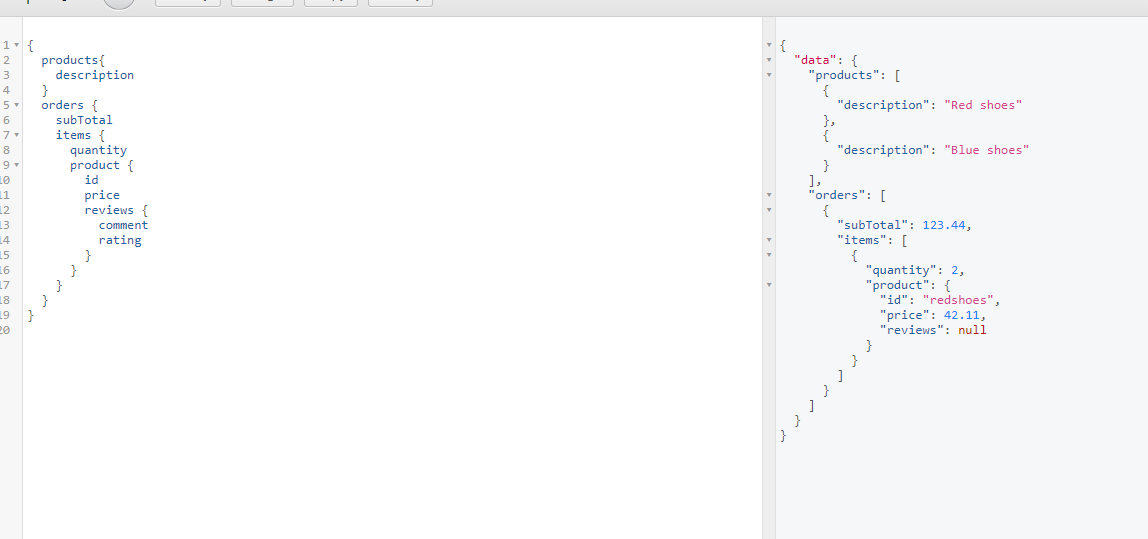 1 {
2 products{
3 description
4 }
5 orders {
6 subTotal
7 items {
8 quantity
9 product {
10 id
11 price
12 reviews {
13 comment
14 rating
15 }
16 }
17 }
18 }
19 }
20
{
"data": {
"products": [
{
"description": "Red shoes"
},
{
"description": "Blue shoes"
}
],
"orders": [
{
"subTotal": 123.44,
"items": [
{
"quantity": 2,
"product": {
"id": "redshoes",
"price": 42.11,
"reviews": null
}
}
]
}
]
}
}